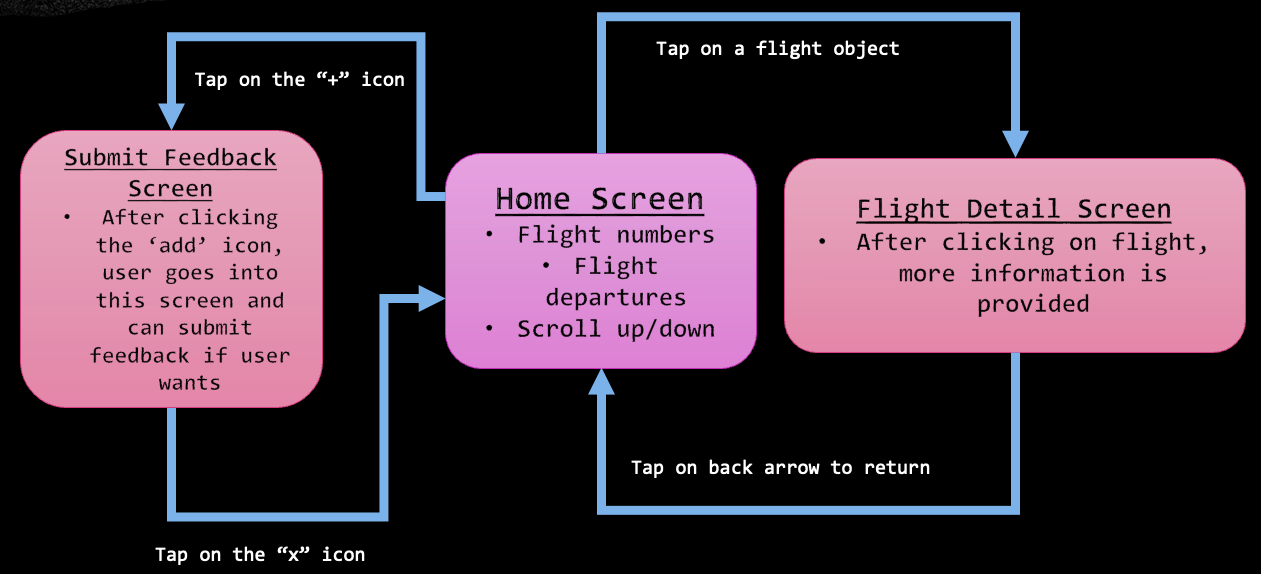 Tap on a flight object
Tap on the “+” icon
Submit Feedback
Screen
• After clicking
the ‘add’ icon,
user goes into
this screen and
can submit
feedback if user
wants
Home Screen
• Flight numbers
• Flight
departures
• Scroll up/down
Flight Detail Screen
• After clicking on flight,
more information is
provided
Tap on back arrow to return
Tap on the “x” icon